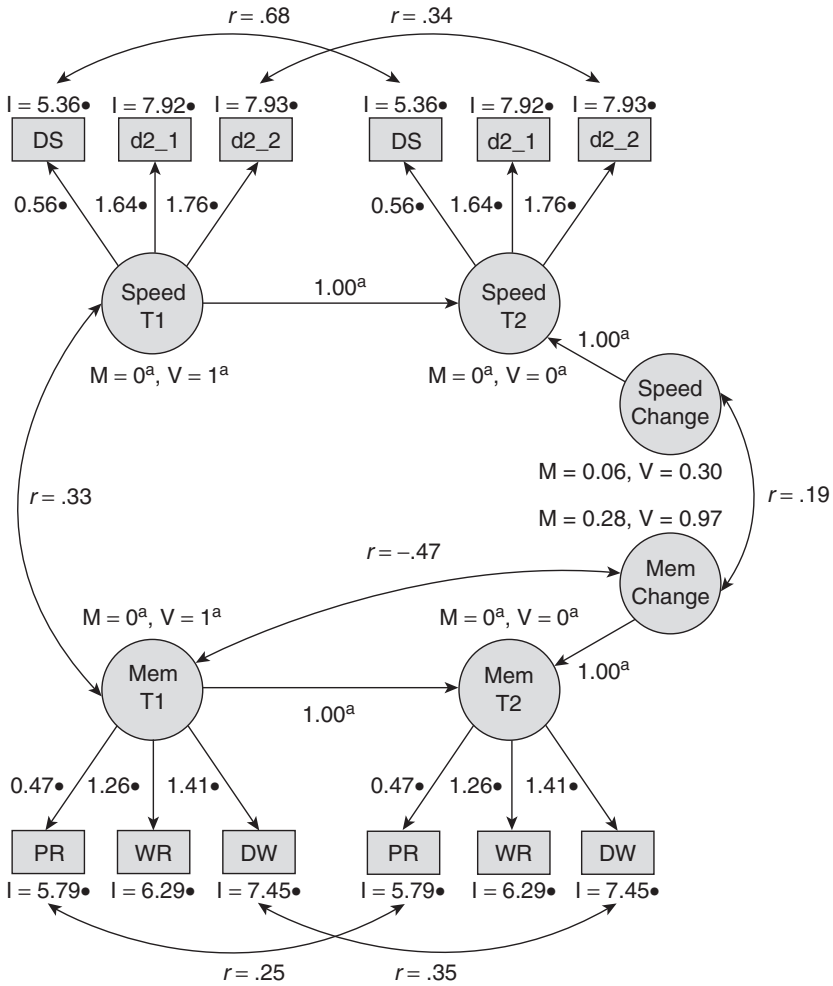 r = .68 r = .34
I = 5.36• I = 7.92• I = 7.93• I = 5.36• I = 7.92• I = 7.93•
DS d2_1 d2_2 DS d2_1 d2_2
0.56• 1.64• 1.76• 0.56• 1.64• 1.76•
Speed T1
1.00ᵃ
Speed T2
1.00ᵃ
M = 0ᵃ, V = 1ᵃ M = 0ᵃ, V = 0ᵃ
Speed Change
M = 0.06, V = 0.30
r = .33
r = .19
M = 0.28, V = 0.97
r = –.47
Mem Change
M = 0ᵃ, V = 1ᵃ M = 0ᵃ, V = 0ᵃ
1.00ᵃ
Mem T1
1.00ᵃ
Mem T2
0.47• 1.26• 1.41• 0.47• 1.26• 1.41•
PR WR DW PR WR DW
I = 5.79• I = 6.29• I = 7.45• I = 5.79• I = 6.29• I = 7.45•
r = .25 r = .35